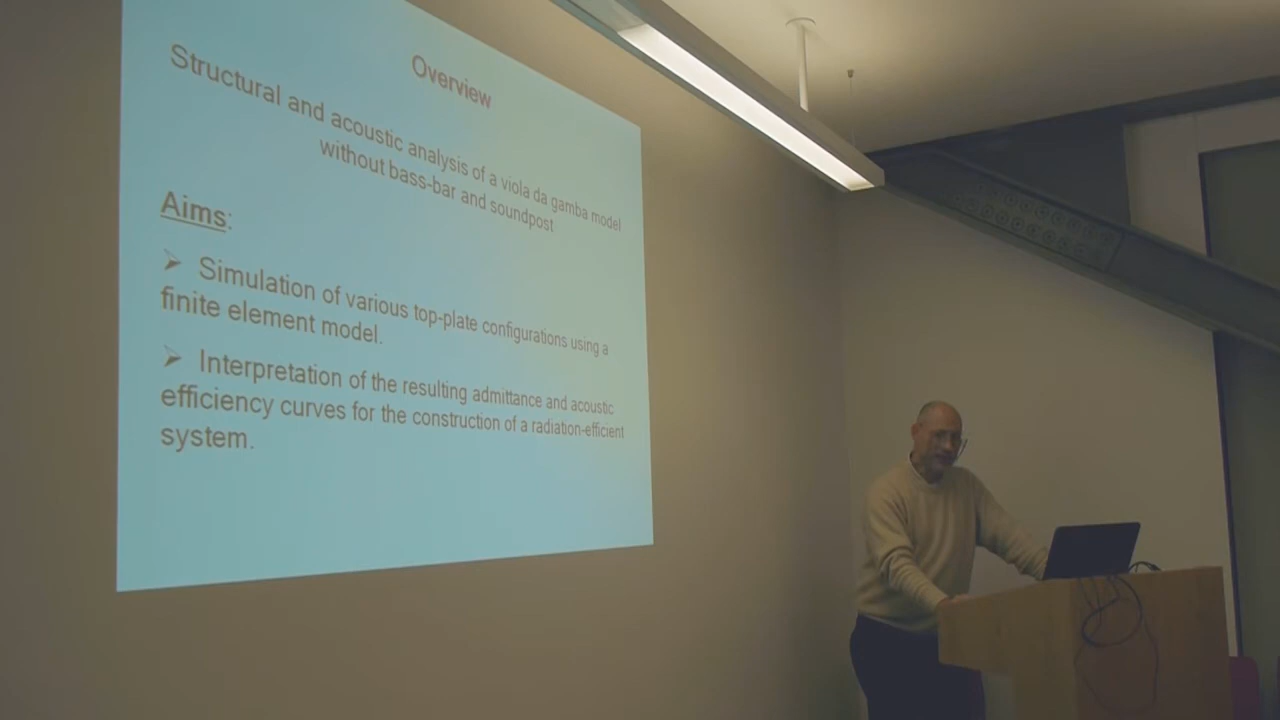 Overview
Structural and acoustic analysis of a viola da gamba model
without bass-bar and soundpost
Aims:
➢ Simulation of various top-plate configurations using a
finite element model.
➢ Interpretation of the resulting admittance and acoustic
efficiency curves for the construction of a radiation-efficient
system.